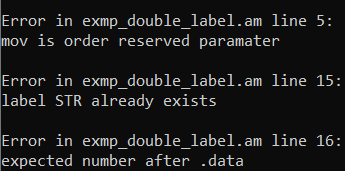 Error in exmp_double_label.am line 5:
mov is order reserved paramater
Error in exmp_double_label.am line 15:
label STR already exists
Error in exmp_double_label.am line 16:
expected number after .data